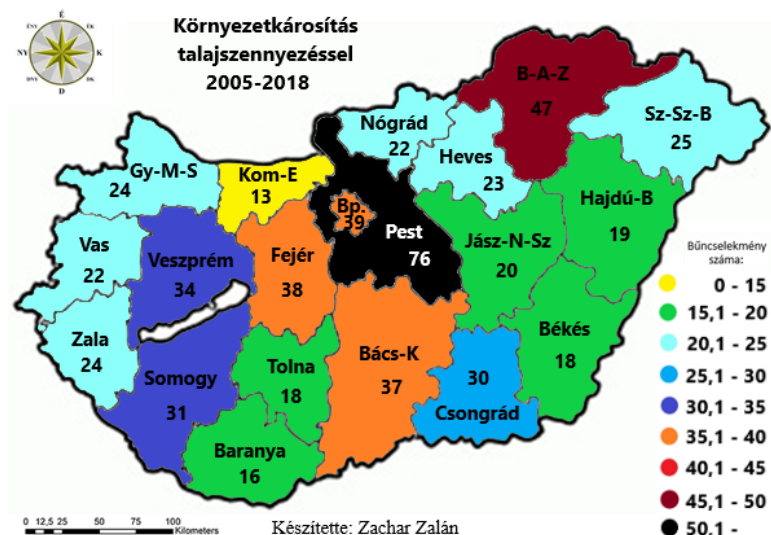 Környezetkárosítás
talajszennyezéssel
2005-2018
É
ÉNY
ÉK
NY
K
DNY
DK
D
B-A-Z
47
Sz-Sz-B
25
Nógrád
22
Heves
23
Gy-M-S
24
Kom-E
13
Hajdú-B
19
Bp.
39
Pest
76
Jász-N-Sz
20
Vas
22
Veszprém
34
Fejér
38
Zala
24
Somogy
31
Tolna
18
Bács-K
37
Békés
18
30
Csongrád
Baranya
16
Bűncselekmény
száma:
0 - 15
15,1 - 20
20,1 - 25
25,1 - 30
30,1 - 35
35,1 - 40
40,1 - 45
45,1 - 50
50,1 -
0 12,5 25 50 75 100
Kilometers
Készítette: Zachar Zalán